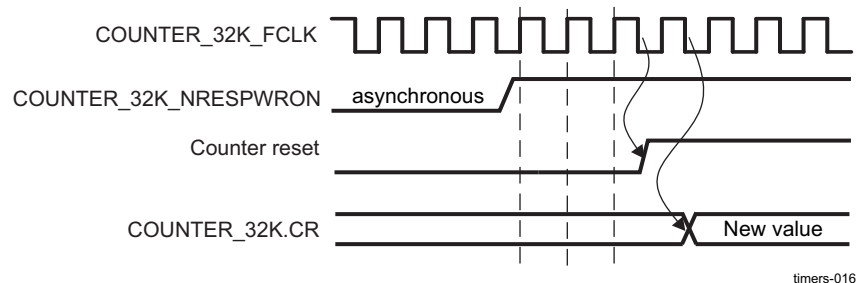 COUNTER_32K_FCLK
COUNTER_32K_NRESPWRON
asynchronous
Counter reset
COUNTER_32K.CR
New value
timers-016